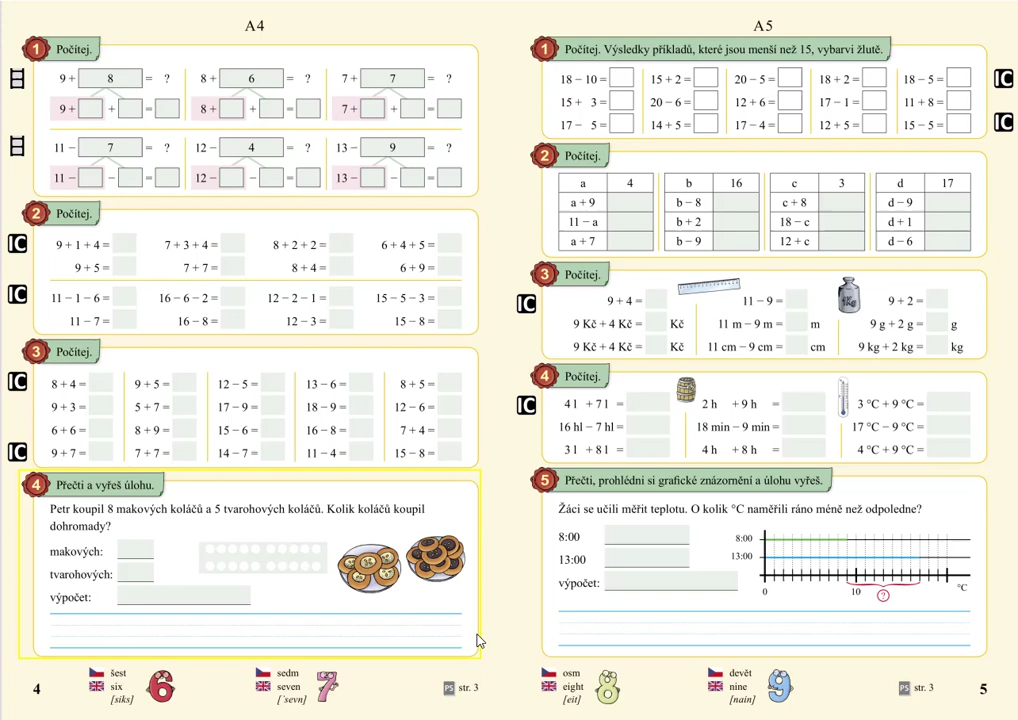 A4
1 Počítej.
9 + 8 = ? 8 + 6 = ? 7 + 7 = ?
9 + + = 8 + + = 7 + + =
11 − 7 = ? 12 − 4 = ? 13 − 9 = ?
11 − − = 12 − − = 13 − − =
2 Počítej.
IC 9 + 1 + 4 = 7 + 3 + 4 = 8 + 2 + 2 = 6 + 4 + 5 =
9 + 5 = 7 + 7 = 8 + 4 = 6 + 9 =
IC 11 − 1 − 6 = 16 − 6 − 2 = 12 − 2 − 1 = 15 − 5 − 3 =
11 − 7 = 16 − 8 = 12 − 3 = 15 − 8 =
3 Počítej.
IC 8 + 4 = 9 + 5 = 12 − 5 = 13 − 6 = 8 + 5 =
9 + 3 = 5 + 7 = 17 − 9 = 18 − 9 = 12 − 6 =
6 + 6 = 8 + 9 = 15 − 6 = 16 − 8 = 7 + 4 =
IC 9 + 7 = 7 + 7 = 14 − 7 = 11 − 4 = 15 − 8 =
4 Přečti a vyřeš úlohu.
Petr koupil 8 makových koláčů a 5 tvarohových koláčů. Kolik koláčů koupil
dohromady?
makových:
tvarohových:
výpočet:
4
šest
six
[siks]
6
sedm
seven
[ˈsevn]
7
PS str. 3
A5
1 Počítej. Výsledky příkladů, které jsou menší než 15, vybarvi žlutě.
18 − 10 = 15 + 2 = 20 − 5 = 18 + 2 = 18 − 5 = IC
15 + 3 = 20 − 6 = 12 + 6 = 17 − 1 = 11 + 8 =
17 − 5 = 14 + 5 = 17 − 4 = 12 + 5 = 15 − 5 = IC
2 Počítej.
a 4 b 16 c 3 d 17
a + 9 b − 8 c + 8 d − 9
11 − a b + 2 18 − c d + 1
a + 7 b − 9 12 + c d − 6
3 Počítej.
1Kg
IC 9 + 4 = 11 − 9 = 9 + 2 =
9 Kč + 4 Kč = Kč 11 m − 9 m = m 9 g + 2 g = g
9 Kč + 4 Kč = Kč 11 cm − 9 cm = cm 9 kg + 2 kg = kg
4 Počítej.
IC 4 l + 7 l = 2 h + 9 h = 3 °C + 9 °C =
16 hl − 7 hl = 18 min − 9 min = 17 °C − 9 °C =
3 l + 8 l = 4 h + 8 h = 4 °C + 9 °C =
5 Přečti, prohlédni si grafické znázornění a úlohu vyřeš.
Žáci se učili měřit teplotu. O kolik °C naměřili ráno méně než odpoledne?
8:00
13:00
výpočet:
8:00
13:00
0 10 ? °C
osm
eight
[eit]
8
devět
nine
[nain]
9
PS str. 3
5